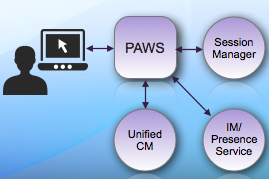 PAWS
Session
Manager
Unified
CM
IM/
Presence
Service